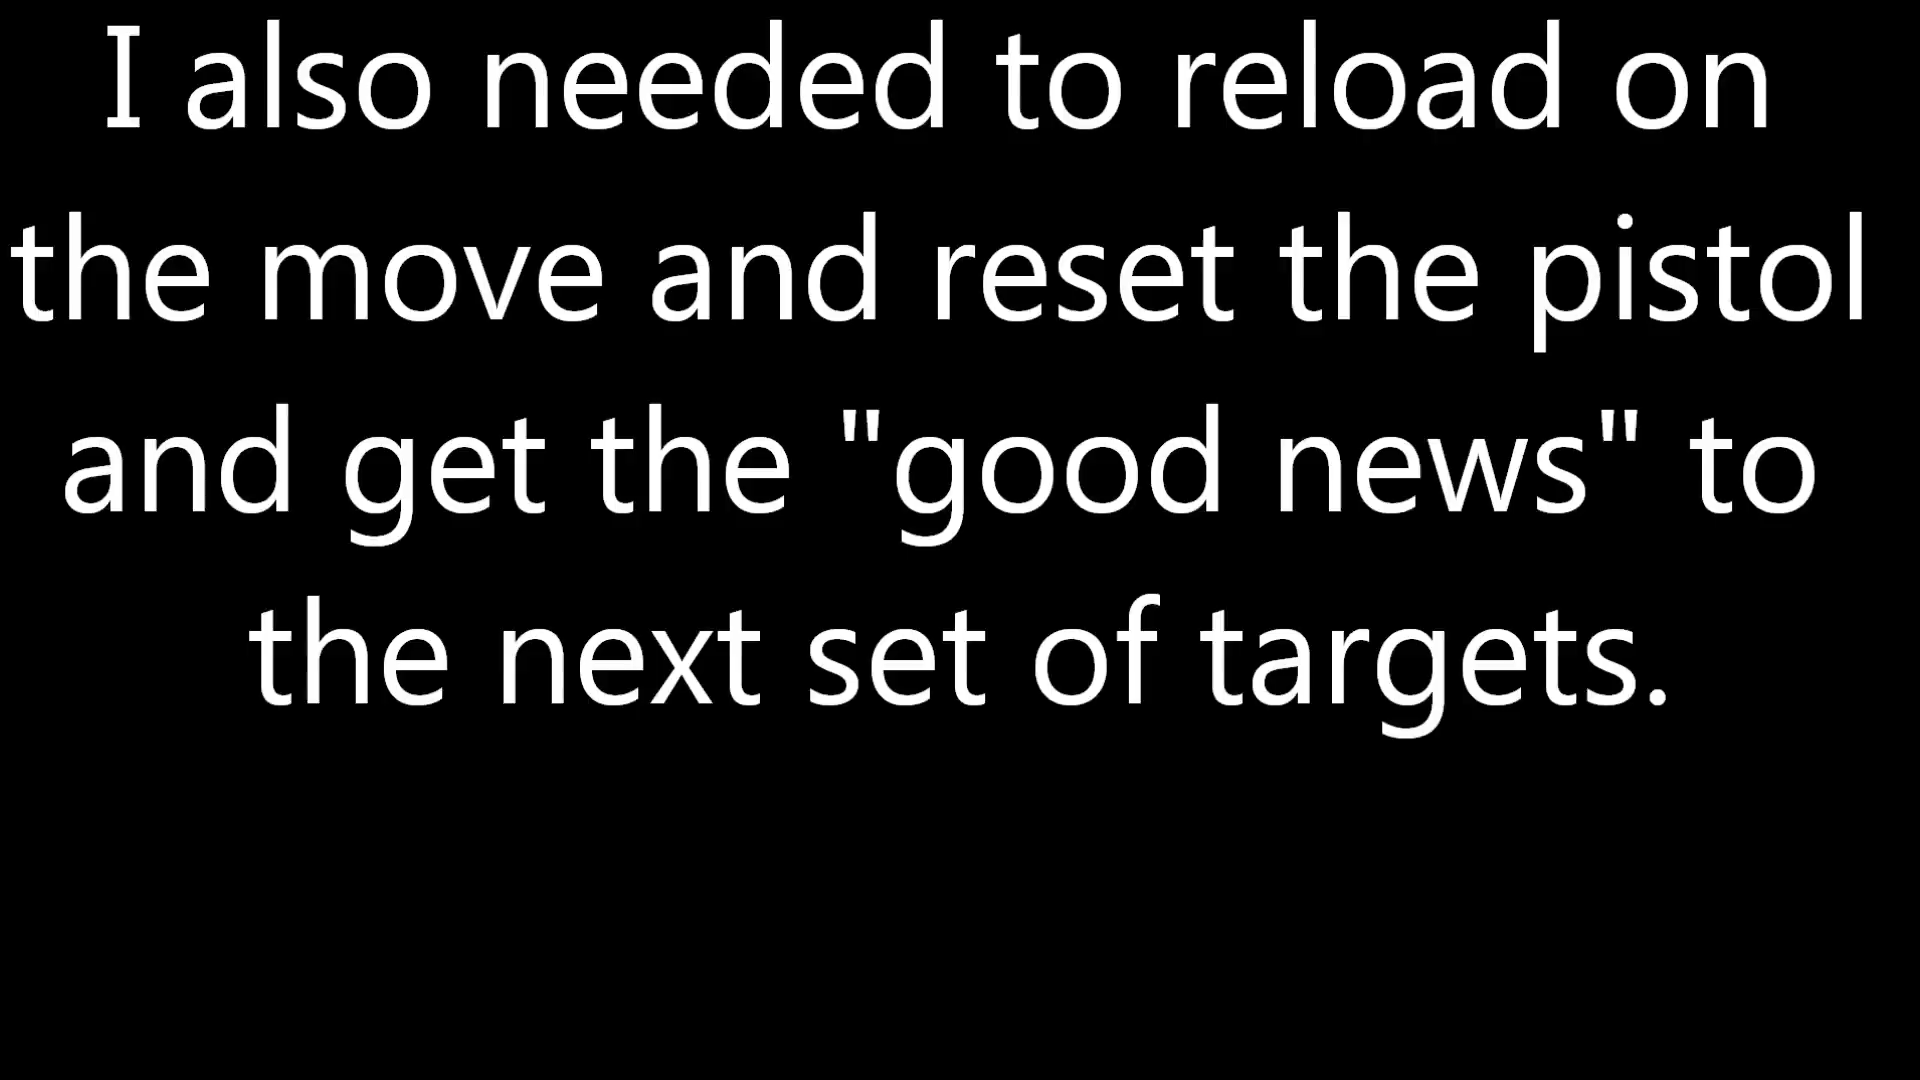 I also needed to reload on
the move and reset the pistol
and get the "good news" to
the next set of targets.